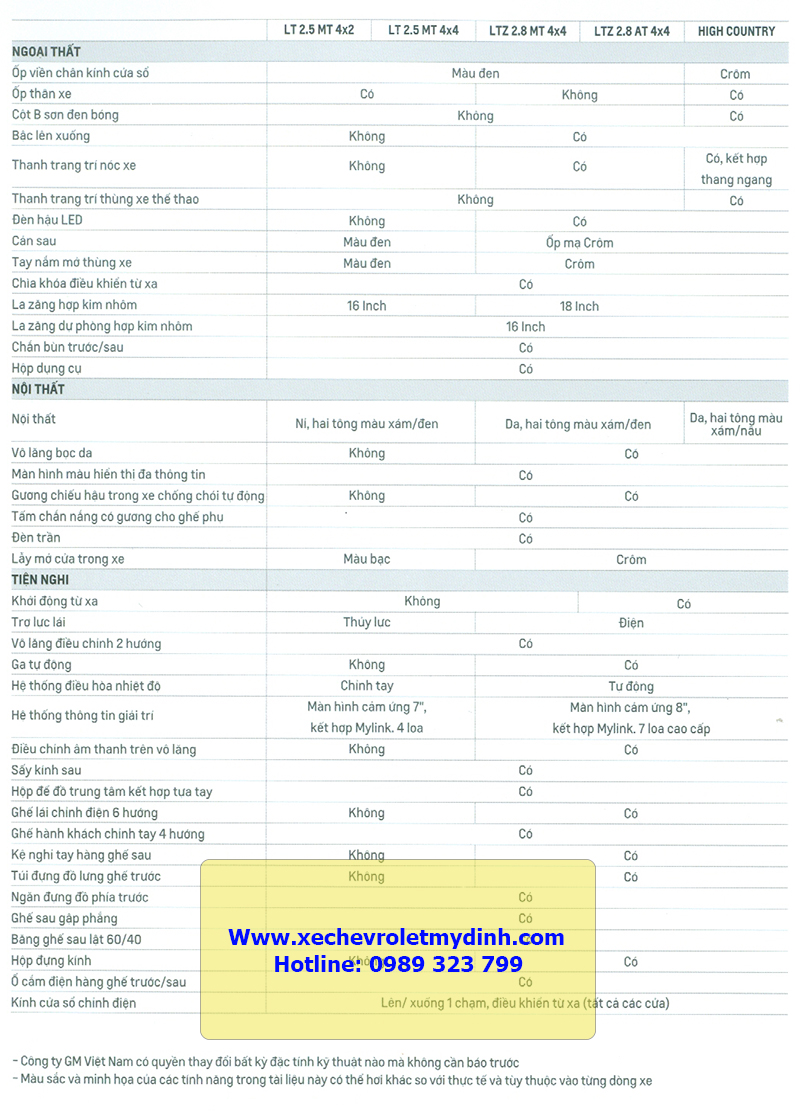 LT 2.5 MT 4x2 LT 2.5 MT 4x4 LTZ 2.8 MT 4x4 LTZ 2.8 AT 4x4 HIGH COUNTRY
NGOẠI THẤT
Ốp viền chân kính cửa sổ Màu đen Crôm
Ốp thân xe Có Không Có
Cột B sơn đen bóng Không Có
Bậc lên xuống Không Có
Thanh trang trí nóc xe Không Có Có, kết hợp
thang ngang
Thanh trang trí thùng xe thể thao Không Có
Đèn hậu LED Không Có
Cản sau Màu đen Ốp mạ Crôm
Tay nắm mở thùng xe Màu đen Crôm
Chìa khóa điều khiển từ xa Có
La zăng hợp kim nhôm 16 Inch 18 Inch
La zăng dự phòng hợp kim nhôm 16 Inch
Chắn bùn trước/sau Có
Hộp dụng cụ Có
NỘI THẤT
Nội thất Nỉ, hai tông màu xám/đen Da, hai tông màu xám/đen Da, hai tông màu
xám/nâu
Vô lăng bọc da Không Có
Màn hình màu hiển thị đa thông tin Có
Gương chiếu hậu trong xe chống chói tự động Không Có
Tấm chắn nắng có gương cho ghế phụ Có
Đèn trần Có
Lẫy mở cửa trong xe Màu bạc Crôm
TIỆN NGHI
Khởi động từ xa Không Có
Trợ lực lái Thủy lực Điện
Vô lăng điều chỉnh 2 hướng Có
Ga tự động Không Có
Hệ thống điều hòa nhiệt độ Chỉnh tay Tự động
Hệ thống thông tin giải trí Màn hình cảm ứng 7", Màn hình cảm ứng 8",
kết hợp Mylink. 4 loa kết hợp Mylink. 7 loa cao cấp
Điều chỉnh âm thanh trên vô lăng Không Có
Sấy kính sau Có
Hộp để đồ trung tâm kết hợp tựa tay Có
Ghế lái chỉnh điện 6 hướng Không Có
Ghế hành khách chỉnh tay 4 hướng Có
Kệ nghỉ tay hàng ghế sau Không Có
Túi đựng đồ lưng ghế trước Không Có
Ngăn đựng đồ phía trước Có
Ghế sau gập phẳng Có
Băng ghế sau lật 60/40
Www.xechevroletmydinh.com
Hộp đựng kính Không Có
Hotline: 0989 323 799
Ổ cắm điện hàng ghế trước/sau Có
Kính cửa sổ chỉnh điện Lên/ xuống 1 chạm, điều khiển từ xa (tất cả các cửa)
– Công ty GM Việt Nam có quyền thay đổi bất kỳ đặc tính kỹ thuật nào mà không cần báo trước
– Màu sắc và minh họa của các tính năng trong tài liệu này có thể hơi khác so với thực tế và tùy thuộc vào từng dòng xe